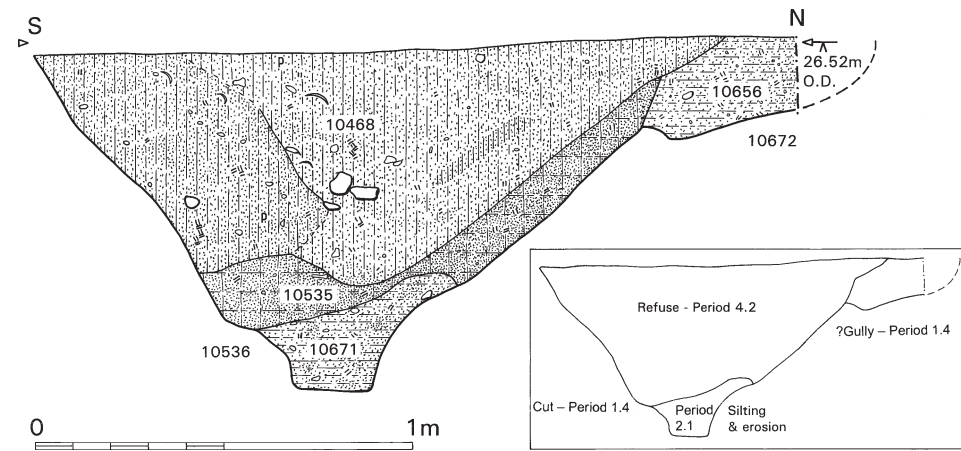 S
N
26.52m
O.D.
10656
10468
10672
p
p
10535
10536
10671
0
1m
Refuse - Period 4.2
?Gully – Period 1.4
Cut – Period 1.4
Period
2.1
Silting
& erosion